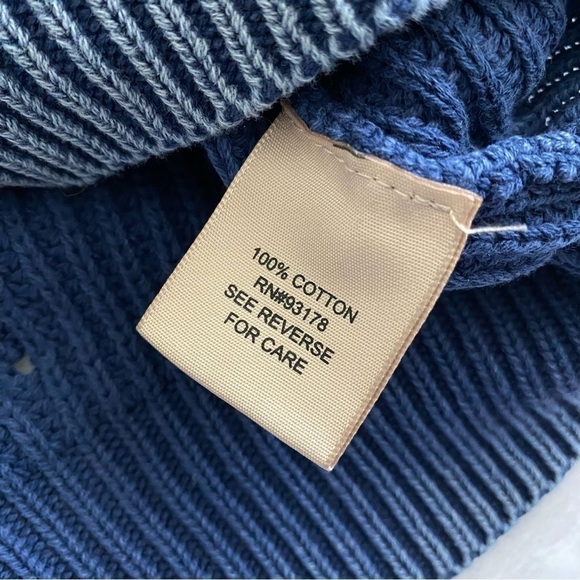 100% COTTON
RN#93178
SEE REVERSE
FOR CARE